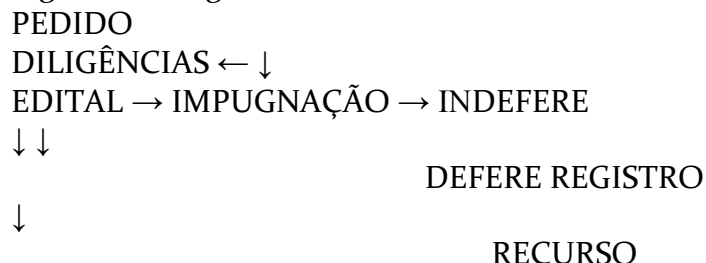 PEDIDO
DILIGÊNCIAS ← ↓
EDITAL → IMPUGNAÇÃO → INDEFERE
↓ ↓
DEFERE REGISTRO
↓
RECURSO